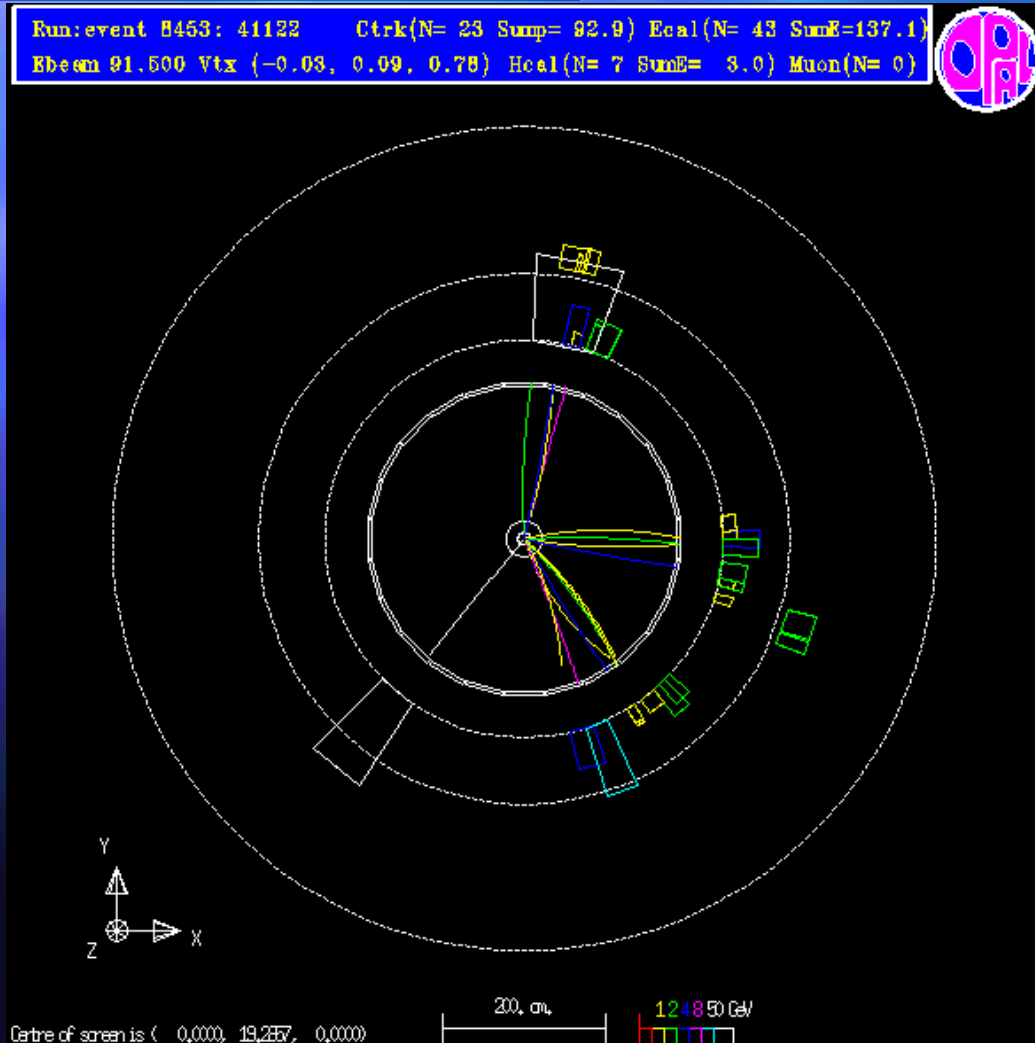 Run:event 8453: 41122 Ctrk(N= 23 Sump= 92.9) Ecal(N= 43 SumE=137.1)
Ebeam 91.500 Vtx (-0.03, 0.09, 0.78) Hcal(N= 7 SumE= 3.0) Muon(N= 0)
OPAL
Y
X
Z
200. cm.
1 2 4 8 50 GeV
Centre of screen is ( 0.0000, 19.2857, 0.0000)